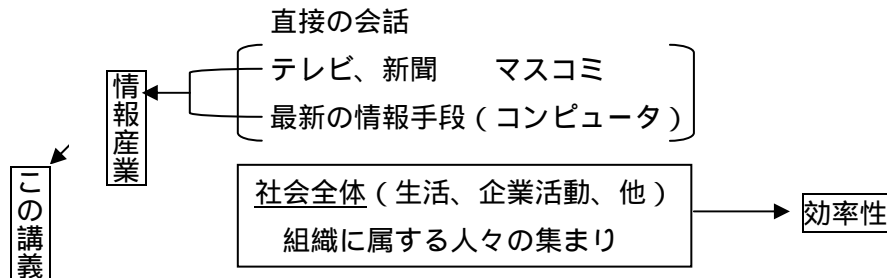 直接の会話
テレビ、新聞　　マスコミ
最新の情報手段（コンピュータ）
情報産業
この講義
社会全体（生活、企業活動、他）
組織に属する人々の集まり
効率性